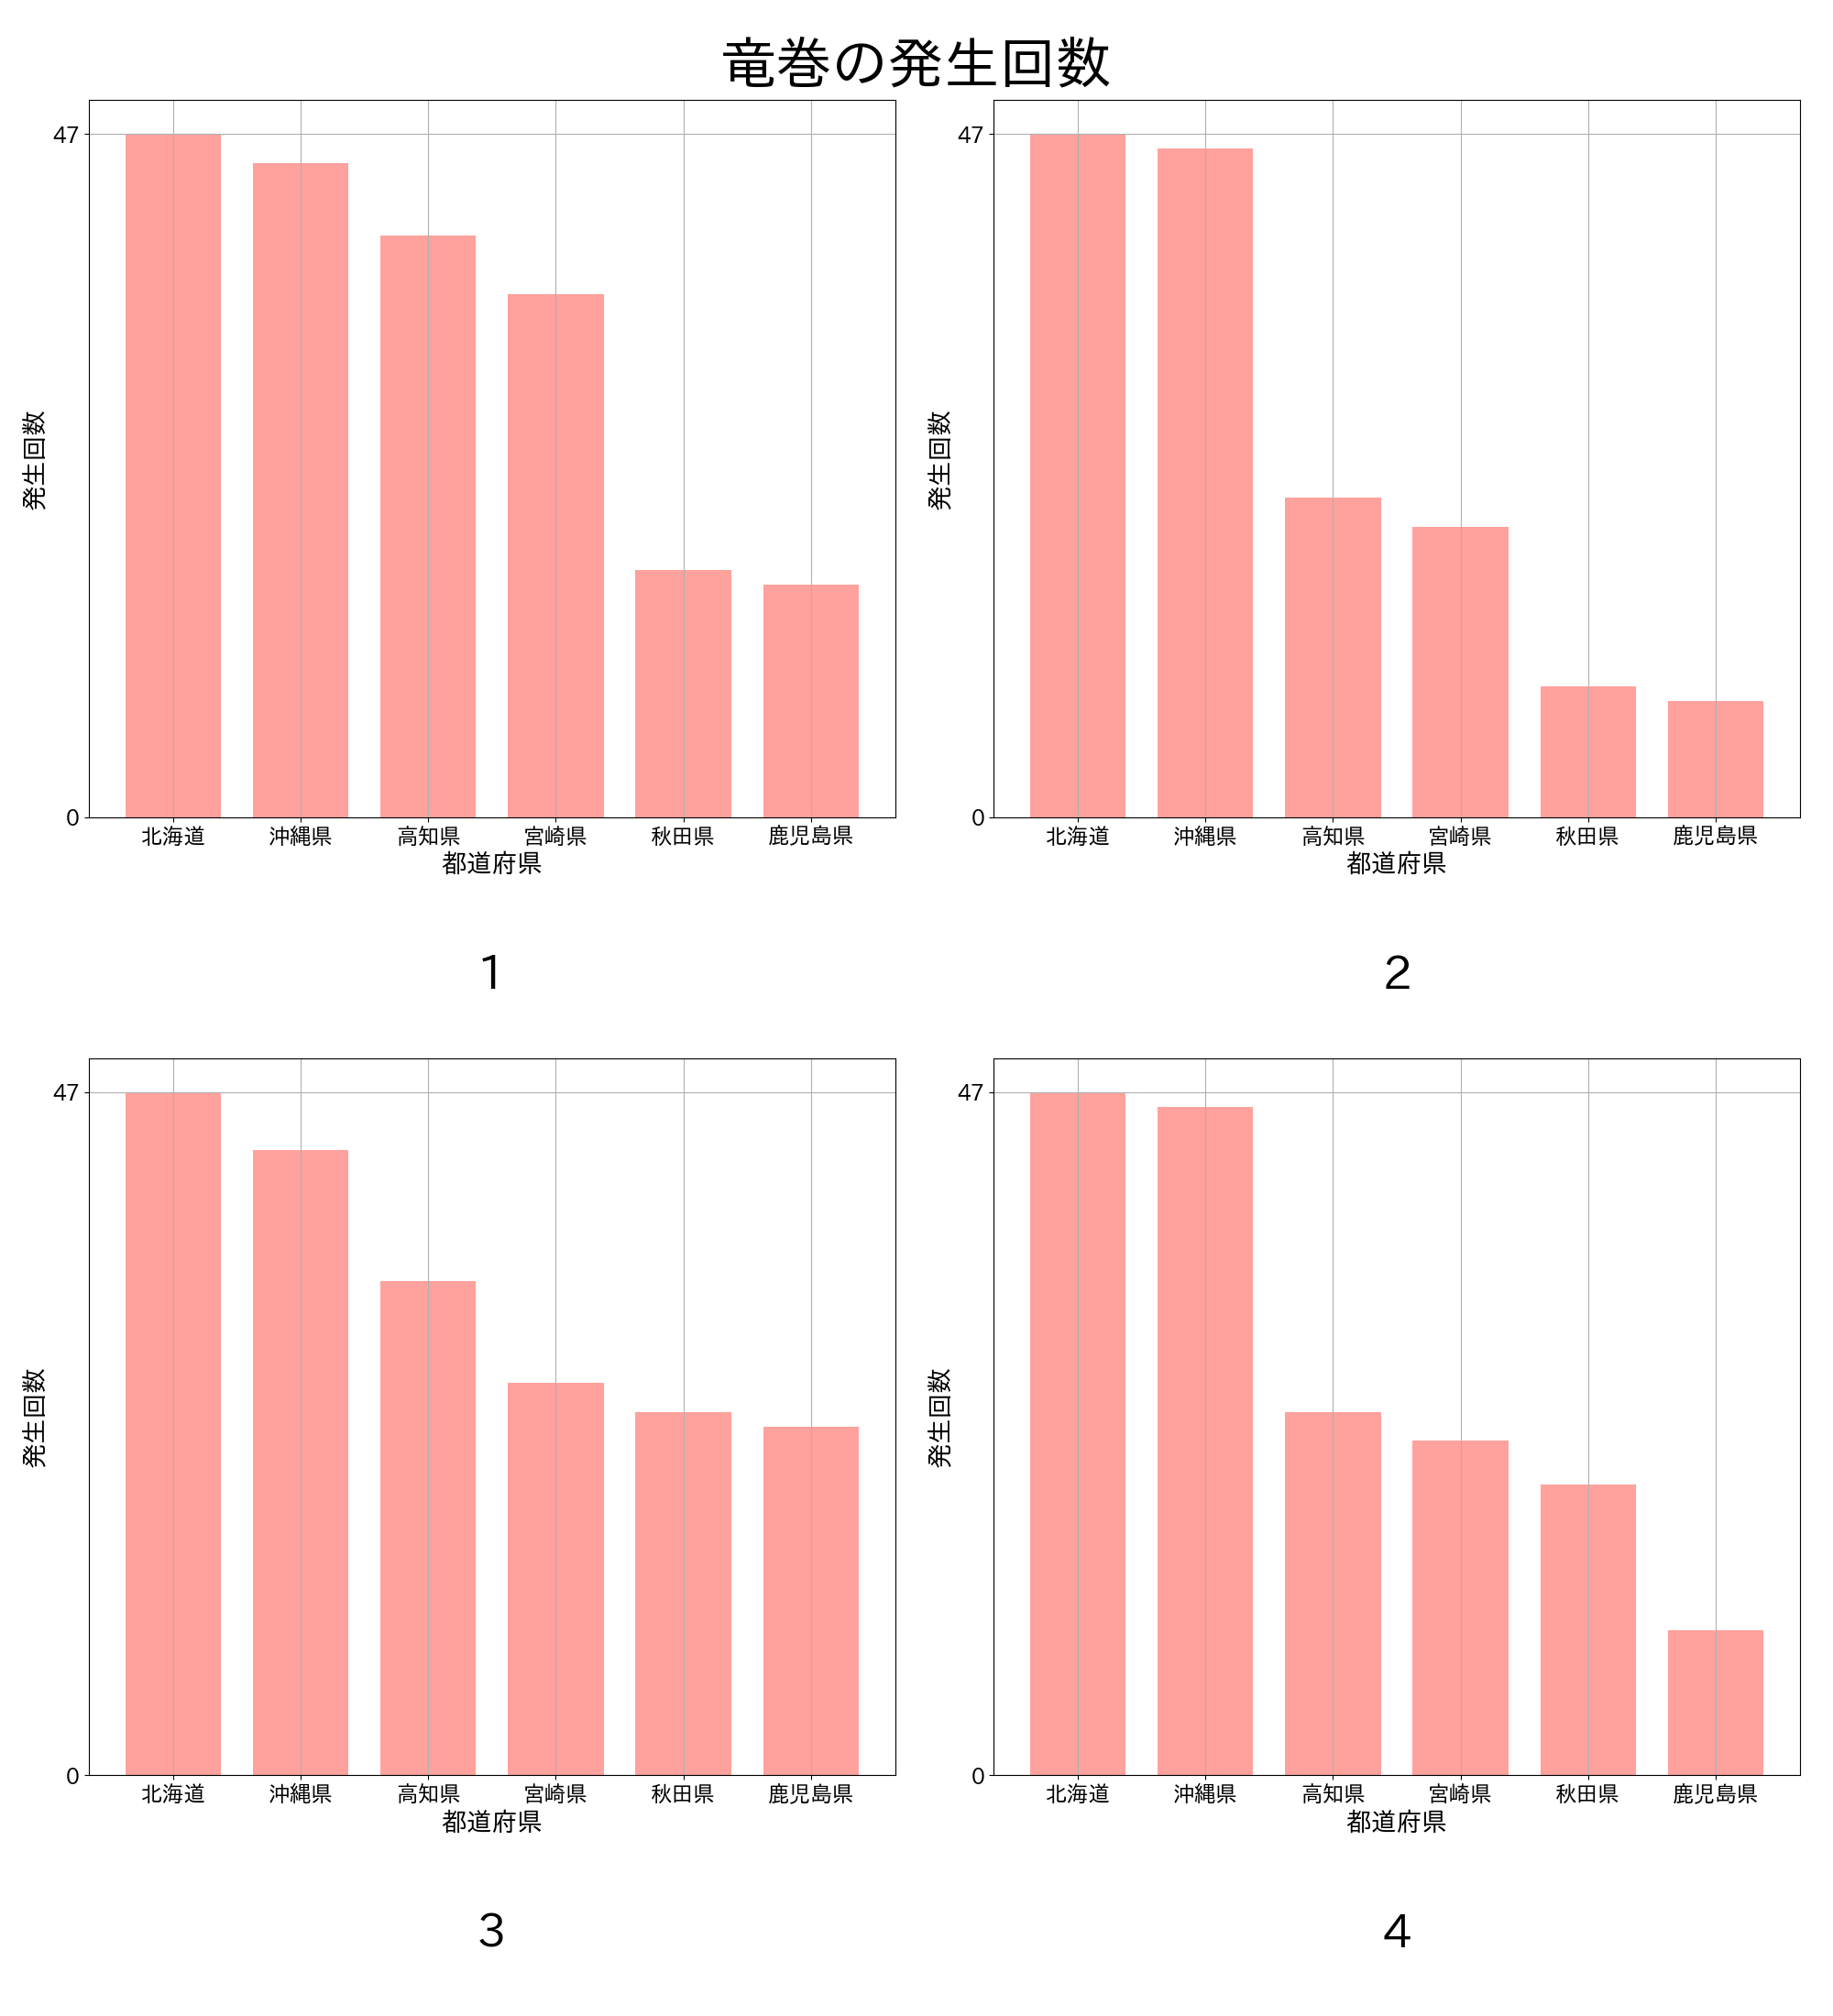 竜巻の発生回数
47
0
発生回数
北海道 沖縄県 高知県 宮崎県 秋田県 鹿児島県
都道府県
1
47
0
発生回数
北海道 沖縄県 高知県 宮崎県 秋田県 鹿児島県
都道府県
2
47
0
発生回数
北海道 沖縄県 高知県 宮崎県 秋田県 鹿児島県
都道府県
3
47
0
発生回数
北海道 沖縄県 高知県 宮崎県 秋田県 鹿児島県
都道府県
4